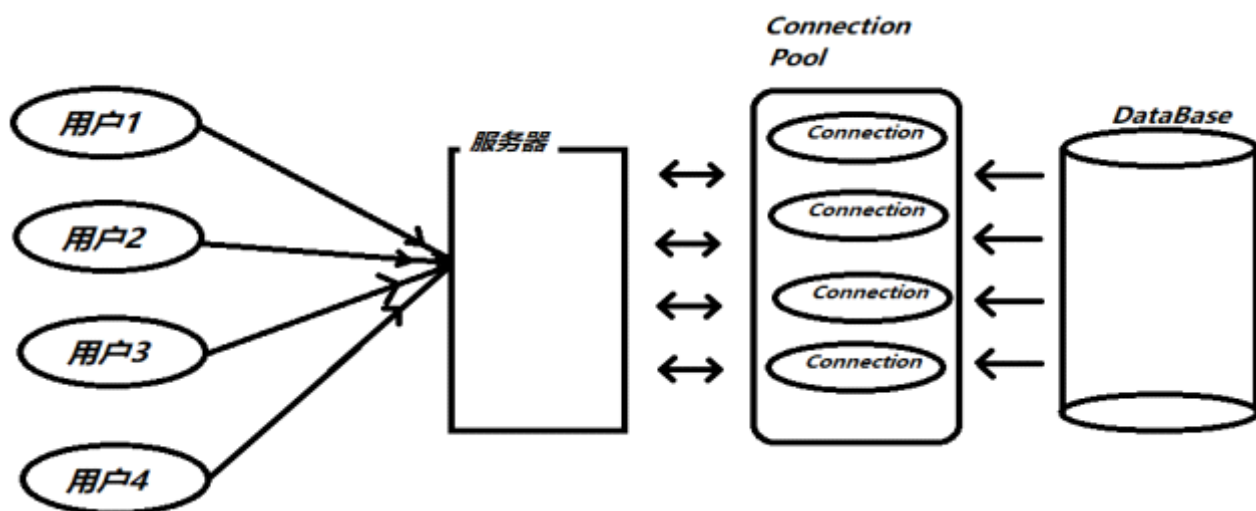 用户1
用户2
用户3
用户4
服务器
Connection
Pool
Connection
Connection
Connection
Connection
DataBase